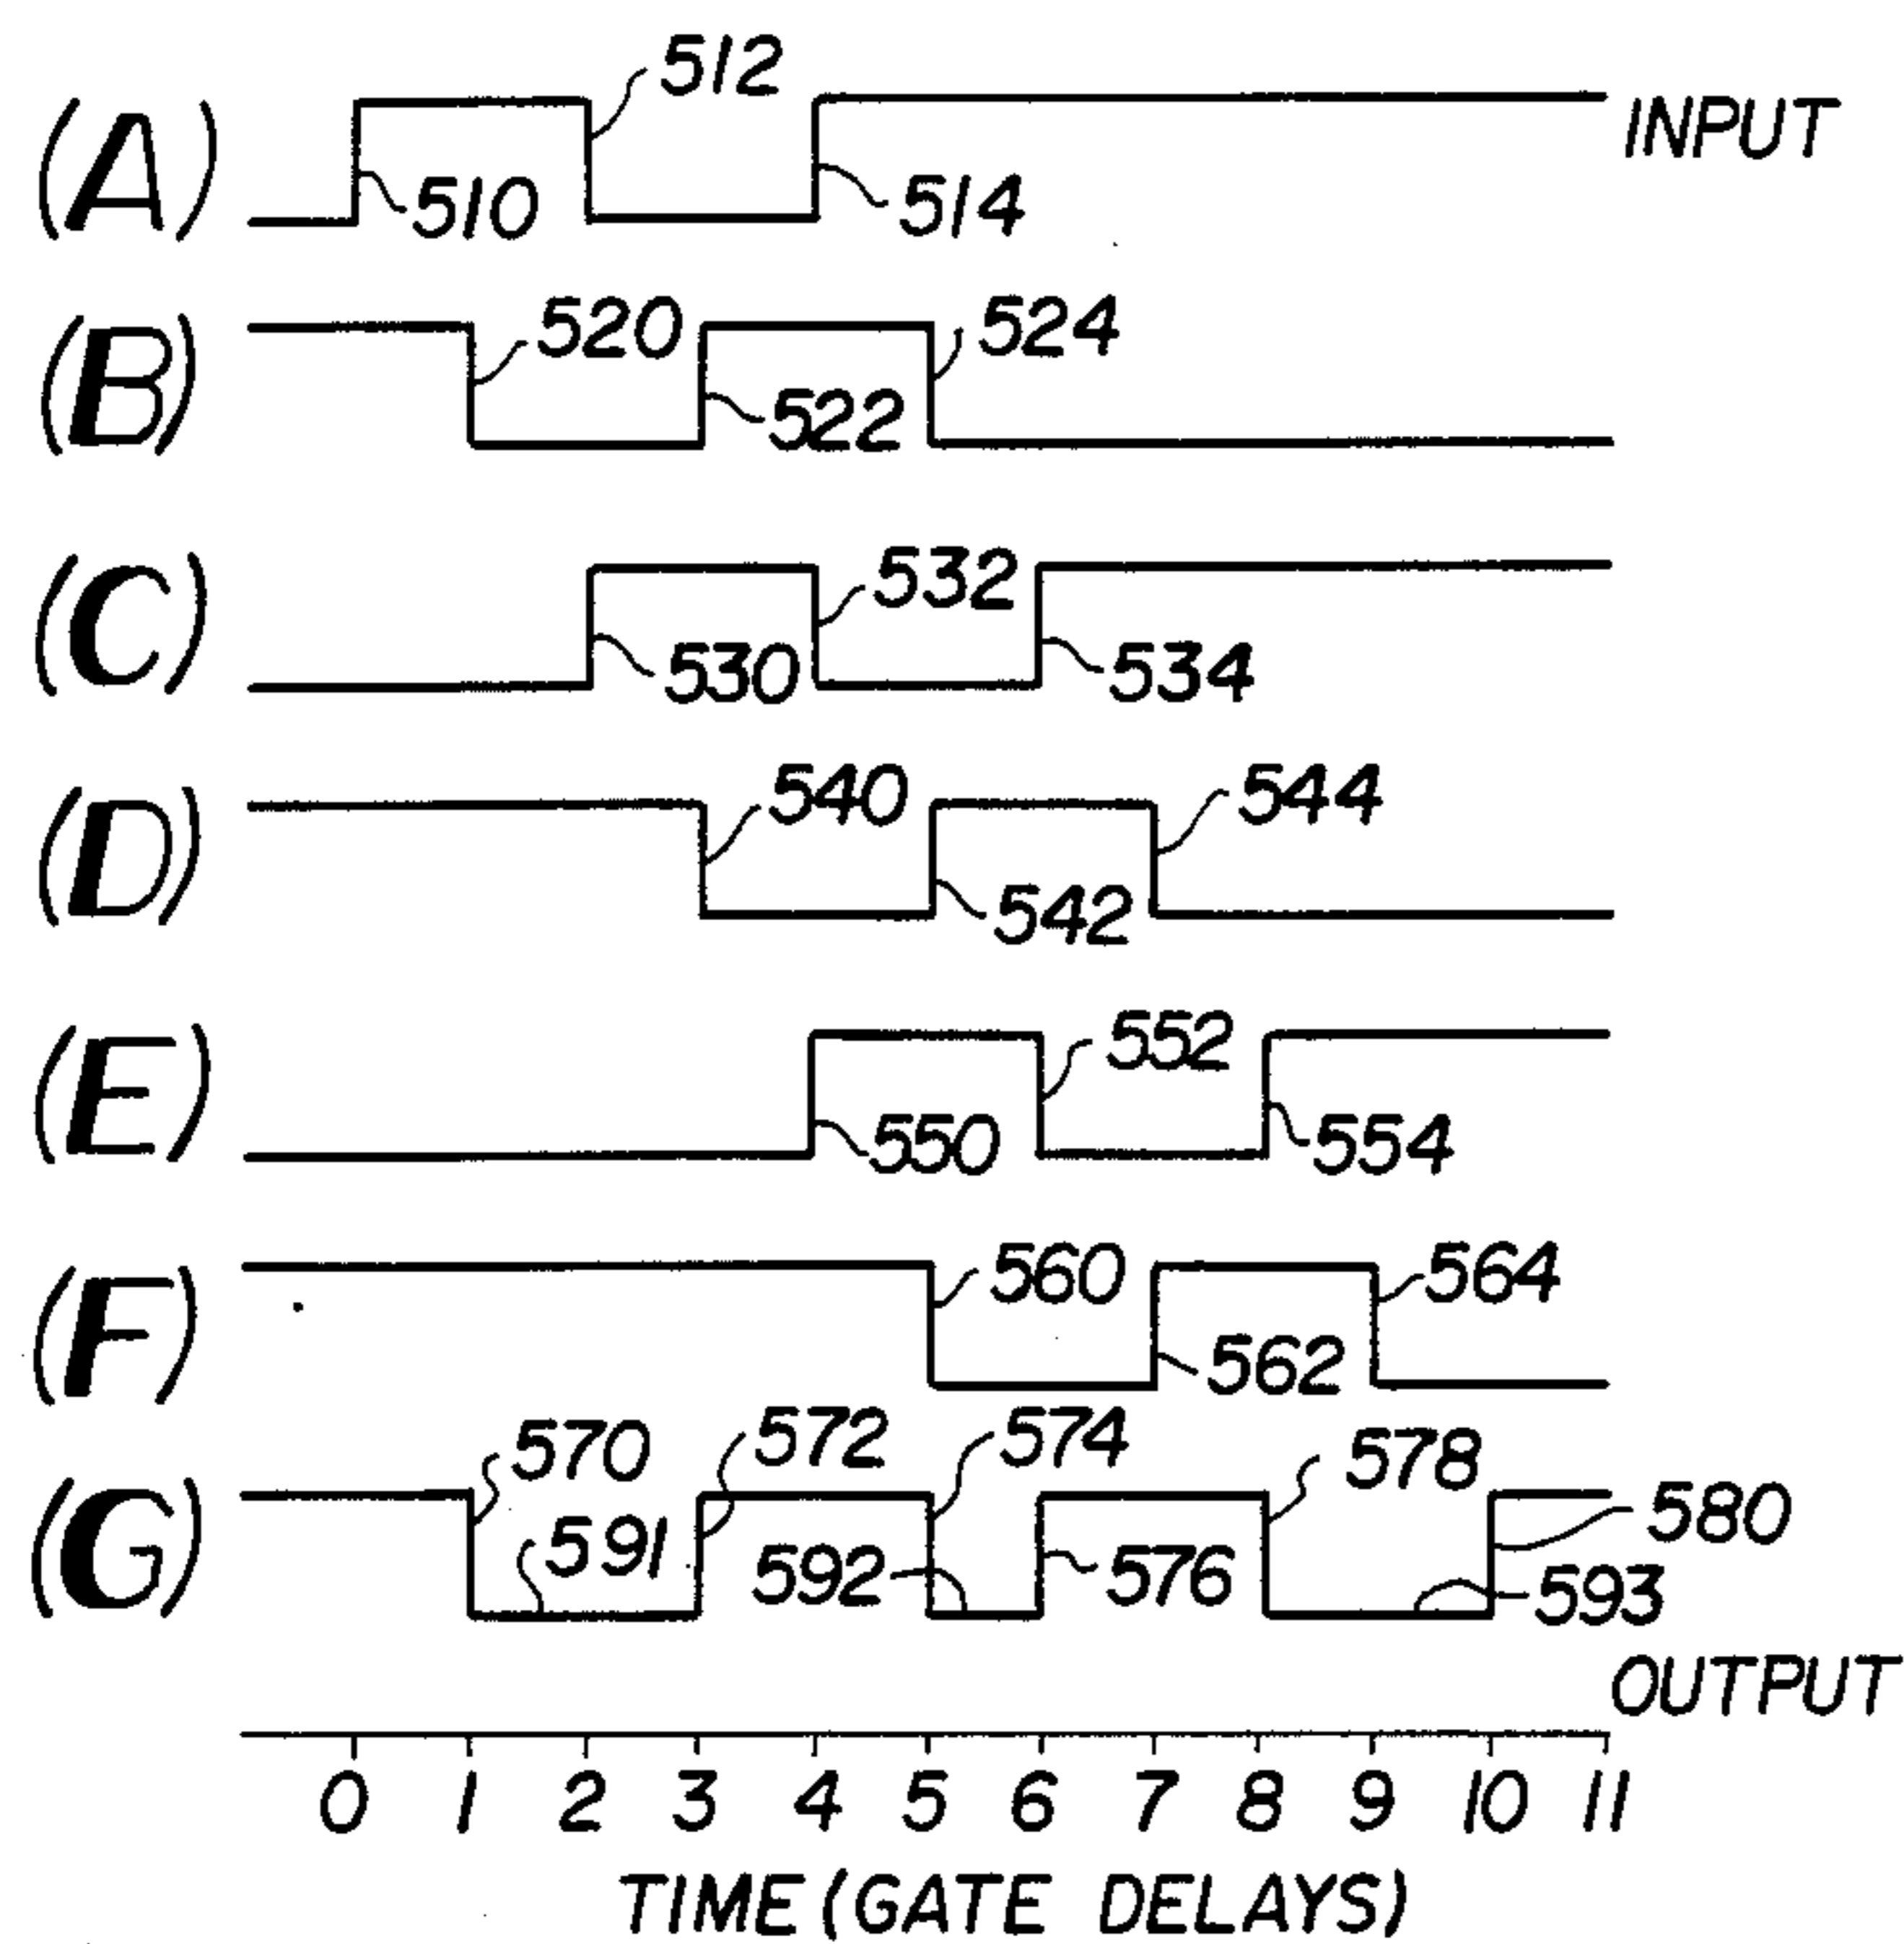 (A) 510 512 514 INPUT
(B) 520 522 524
(C) 530 532 534
(D) 540 542 544
(E) 550 552 554
(F) 560 562 564
(G) 570 591 572 592 574 576 578 580 593
OUTPUT
0 1 2 3 4 5 6 7 8 9 10 11
TIME (GATE DELAYS)